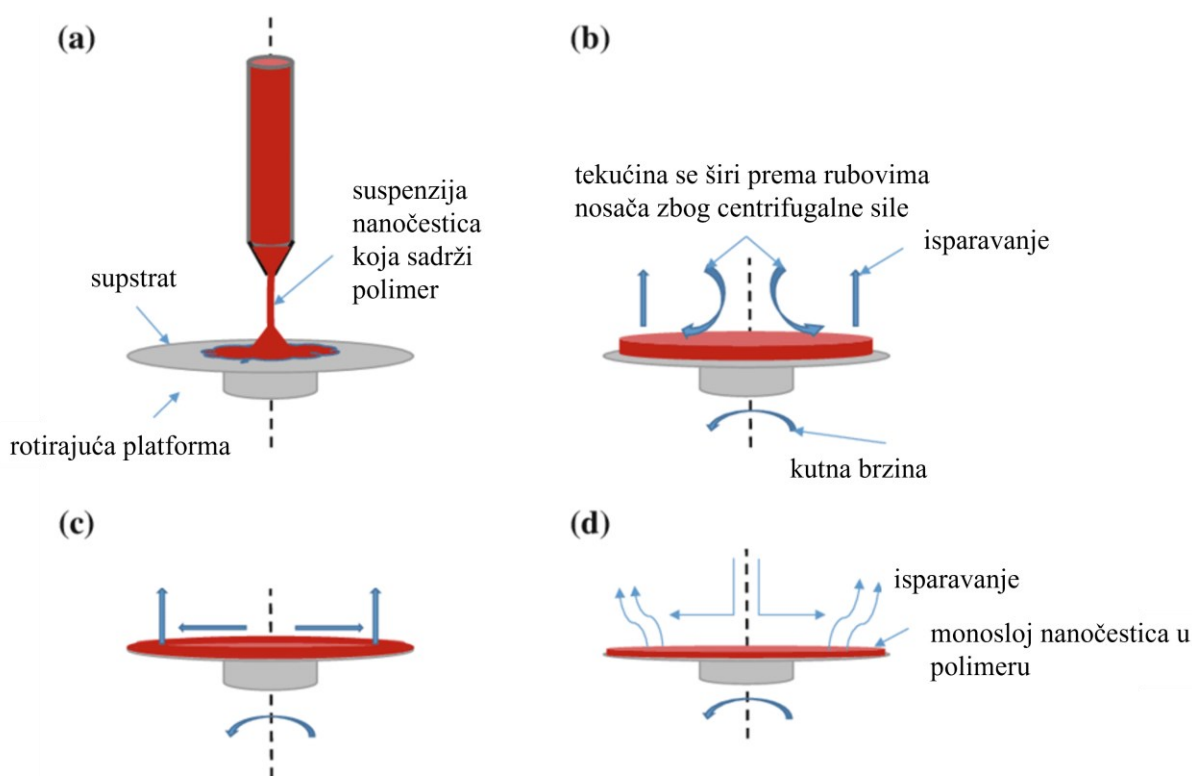 (a)
suspenzija
nanočestica
koja sadrži
polimer
supstrat
rotirajuća platforma
(b)
tekućina se širi prema rubovima
nosača zbog centrifugalne sile
isparavanje
kutna brzina
(c)
(d)
isparavanje
monosloj nanočestica u
polimeru